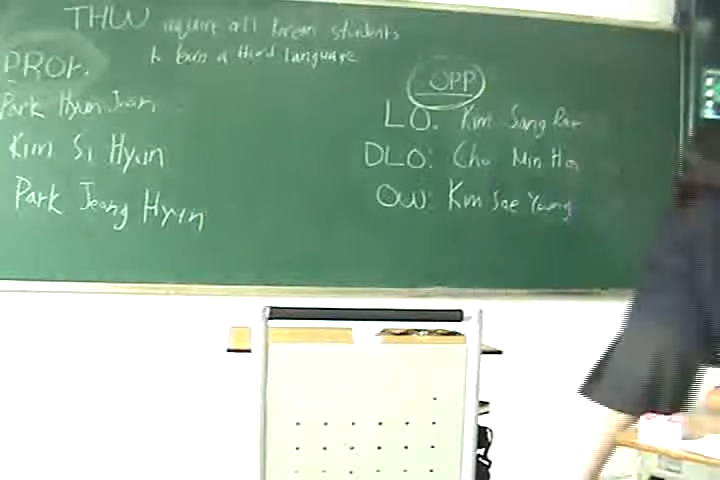 THW require all Korean students
to learn a third language
PROP.
Park Hyun Joon
Kim Si Hyun
Park Jeong Hyun
OPP
LO: Kim Sang
DLO: Cho Min Ho
OW: Kim Sae Young